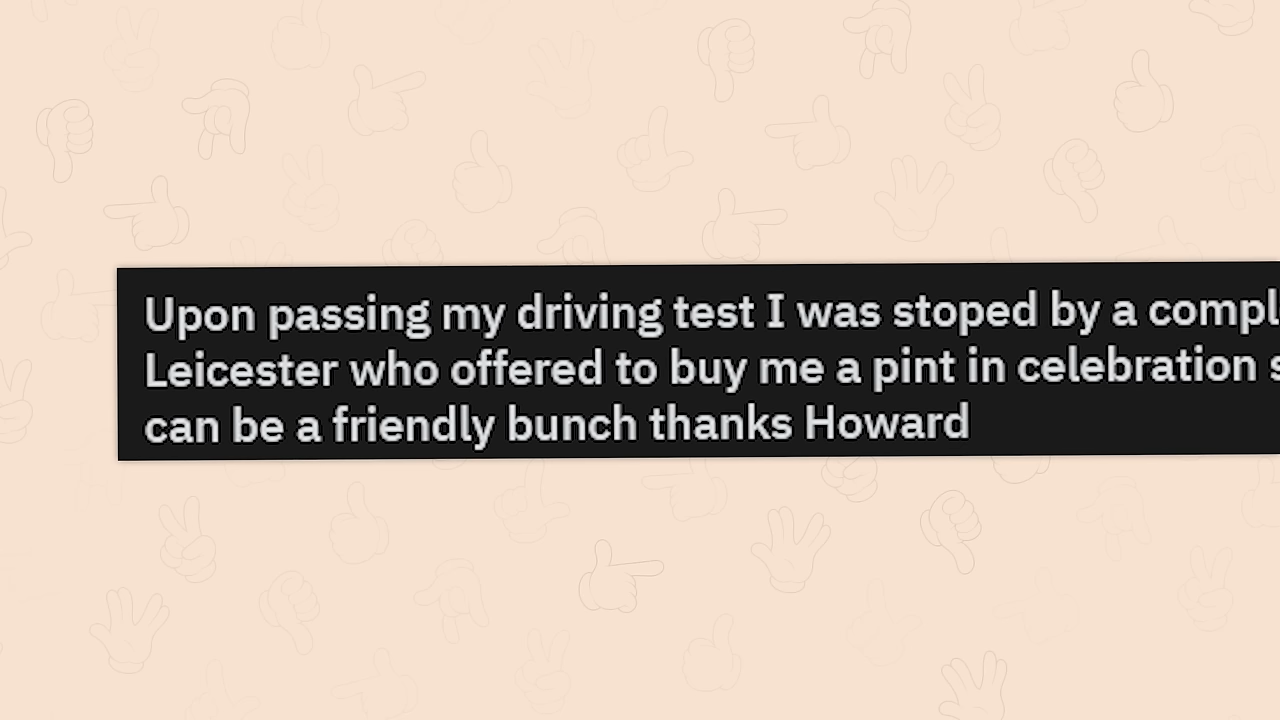 Upon passing my driving test I was stoped by a compl
Leicester who offered to buy me a pint in celebration s
can be a friendly bunch thanks Howard